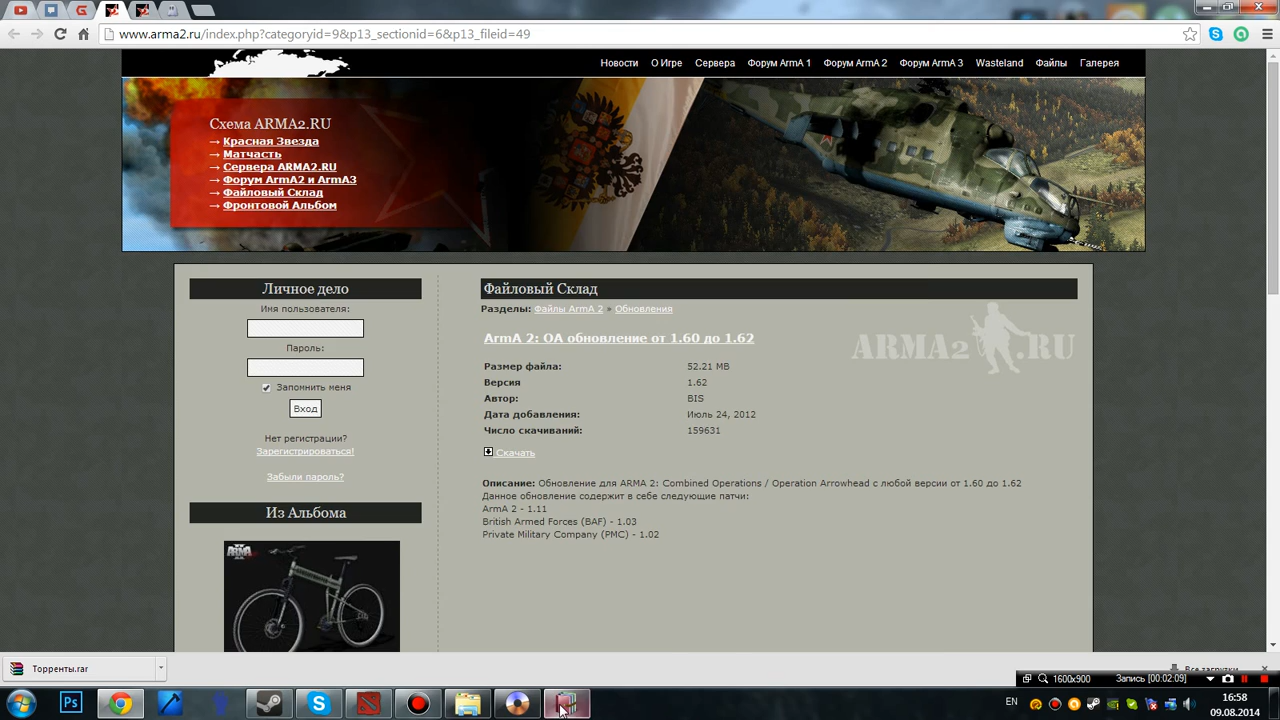 www.arma2.ru/index.php?categoryid=9&p13_sectionid=6&p13_fileid=49
Новости О Игре Сервера Форум ArmA 1 Форум ArmA 2 Форум ArmA 3 Wasteland Файлы Галерея
Схема ARMA2.RU
→ Красная Звезда
→ Матчасть
→ Сервера ARMA2.RU
→ Форум ArmA2 и ArmA3
→ Файловый Склад
→ Фронтовой Альбом
Личное дело
Имя пользователя:
Пароль:
Запомнить меня
Вход
Нет регистрации?
Зарегистрироваться!
Забыли пароль?
Из Альбома
ARMA
Файловый Склад
Разделы: Файлы ArmA 2 » Обновления
ArmA 2: OA обновление от 1.60 до 1.62
ARMA2.RU
Размер файла: 52.21 MB
Версия 1.62
Автор: BIS
Дата добавления: Июль 24, 2012
Число скачиваний: 159631
Скачать
Описание: Обновление для ARMA 2: Combined Operations / Operation Arrowhead с любой версии от 1.60 до 1.62
Данное обновление содержит в себе следующие патчи:
ArmA 2 - 1.11
British Armed Forces (BAF) - 1.03
Private Military Company (PMC) - 1.02
Торренты.rar
Все загрузки
1600x900 Запись [00:02:09]
Ps
EN
16:58
09.08.2014